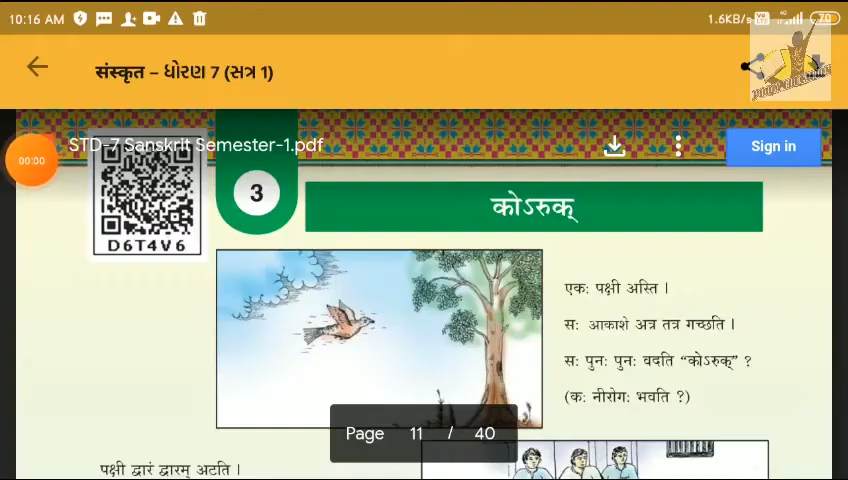 10:16 AM
1.6KB/s
70
संस्कृत – ધોરણ 7 (સત્ર 1)
00:00
STD-7 Sanskrit Semester-1.pdf
Sign in
D6T4V6
3
कोऽरुक्
एकः पक्षी अस्ति ।
सः आकाशे अत्र तत्र गच्छति ।
सः पुनः पुनः वदति “कोऽरुक्” ?
(कः नीरोगः भवति ?)
Page 11 / 40
पक्षी द्वारं द्वारम् अटति ।